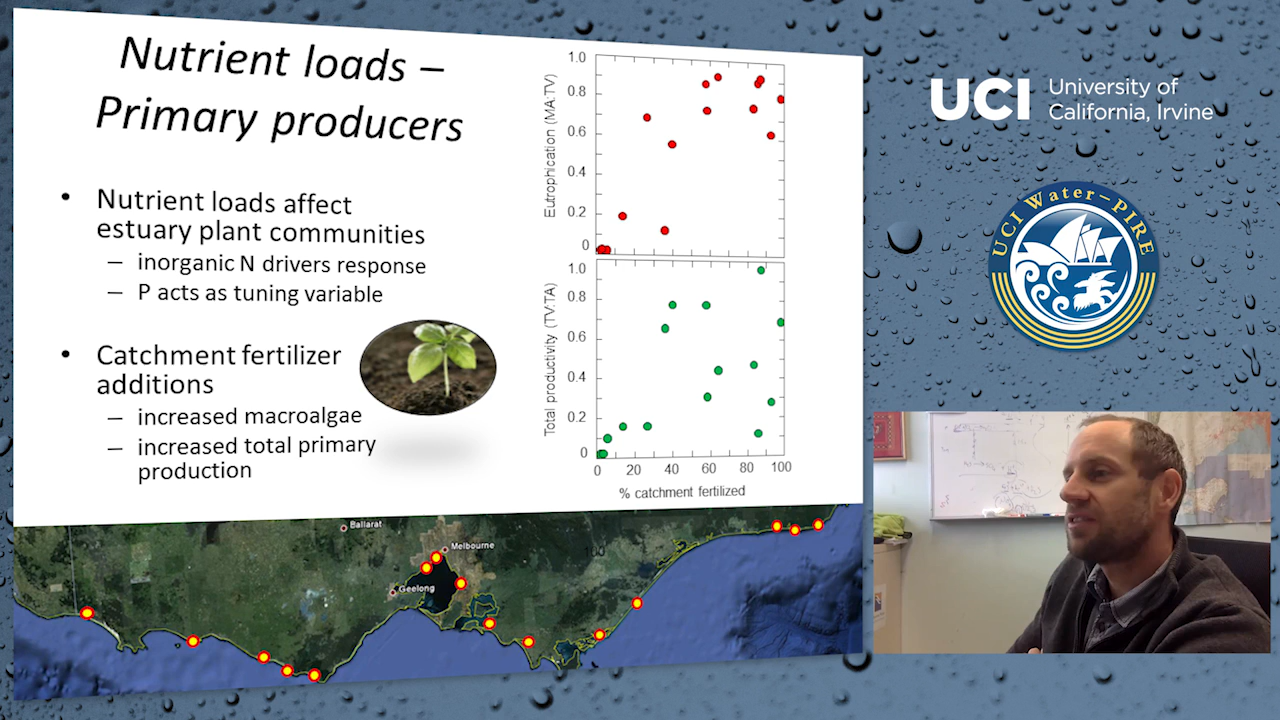 Nutrient loads –
Primary producers
• Nutrient loads affect
estuary plant communities
– inorganic N drivers response
– P acts as tuning variable
• Catchment fertilizer
additions
– increased macroalgae
– increased total primary
production
Eutrophication (MA:TV)
1.0
0.8
0.6
0.4
0.2
0
Total productivity (TV:TA)
1.0
0.8
0.6
0.4
0.2
0
0 20 40 60 80 100
% catchment fertilized
Ballarat
Melbourne
Geelong
100
UCI University of
California, Irvine
UCI Water-PIRE